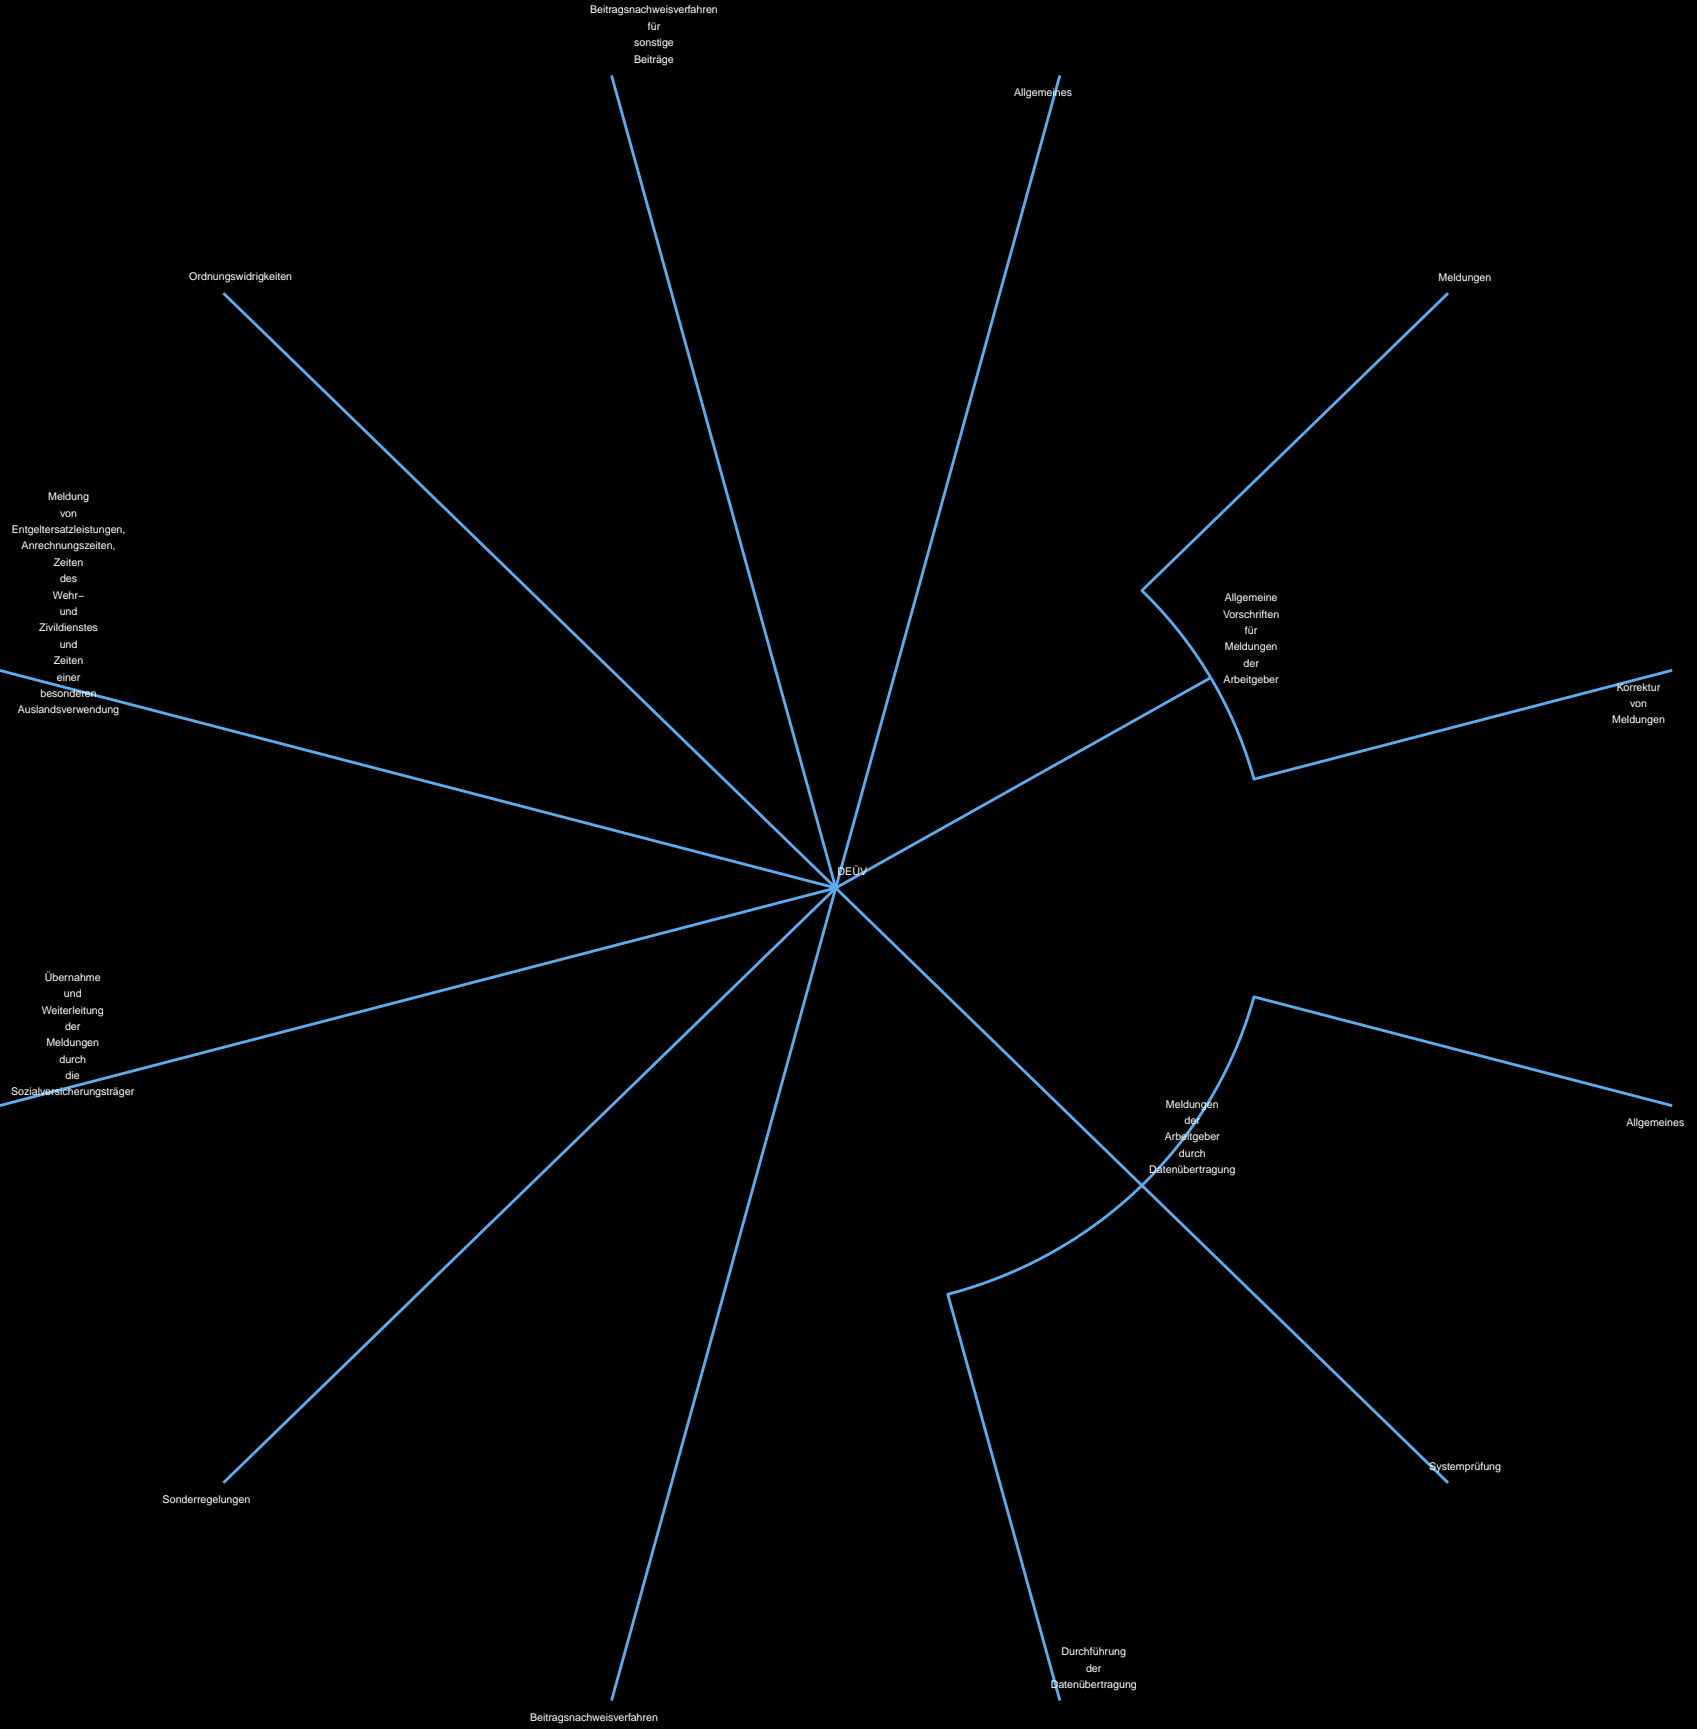 Beitragsnachweisverfahren
für
sonstige
Beiträge
Allgemeines
Ordnungswidrigkeiten
Meldungen
Meldung
von
Entgeltersatzleistungen,
Anrechnungszeiten,
Zeiten
des
Wehr–
und
Zivildienstes
und
Zeiten
einer
besonderen
Auslandsverwendung
Allgemeine
Vorschriften
für
Meldungen
der
Arbeitgeber
Korrektur
von
Meldungen
DEÜV
Übernahme
und
Weiterleitung
der
Meldungen
durch
die
Sozialversicherungsträger
Meldungen
der
Arbeitgeber
durch
Datenübertragung
Allgemeines
Systemprüfung
Sonderregelungen
Durchführung
der
Datenübertragung
Beitragsnachweisverfahren